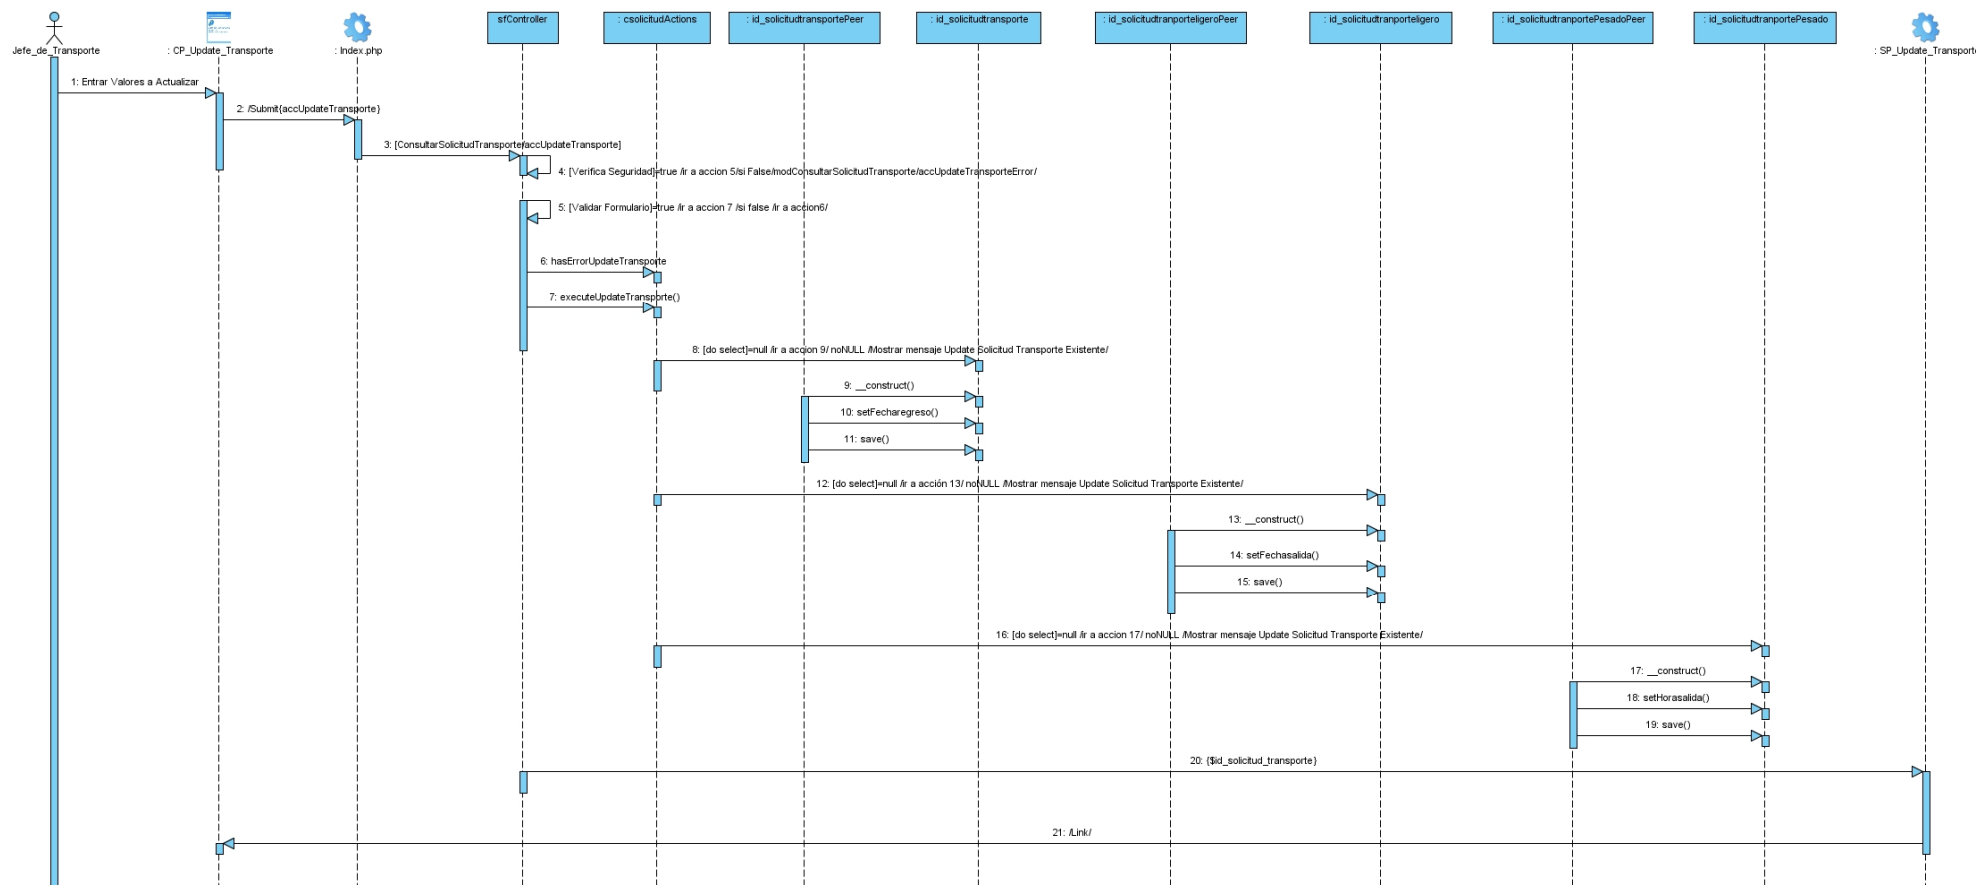 Jefe_de_Transporte
: CP_Update_Transporte
: Index.php
sfController
: csolicitudActions
: id_solicitudtransportePeer
: id_solicitudtransporte
: id_solicitudtranporteligeroPeer
: id_solicitudtranporteligero
: id_solicitudtranportePesadoPeer
: id_solicitudtranportePesado
: SP_Update_Transporte
1: Entrar Valores a Actualizar
2: /Submit{accUpdateTransporte}
3: [ConsultarSolicitudTransporte/accUpdateTransporte]
4: [Verifica Seguridad]=true /ir a accion 5/si False/modConsultarSolicitudTransporte/accUpdateTransporteError/
5: [Validar Formulario]=true /ir a accion 7 /si false /ir a accion6/
6: hasErrorUpdateTransporte
7: executeUpdateTransporte()
8: [do select]=null /ir a accion 9/ noNULL /Mostrar mensaje Update Solicitud Transporte Existente/
9: __construct()
10: setFecharegreso()
11: save()
12: [do select]=null /ir a acción 13/ noNULL /Mostrar mensaje Update Solicitud Transporte Existente/
13: __construct()
14: setFechasalida()
15: save()
16: [do select]=null /ir a accion 17/ noNULL /Mostrar mensaje Update Solicitud Transporte Existente/
17: __construct()
18: setHorasalida()
19: save()
20: {$id_solicitud_transporte}
21: /Link/